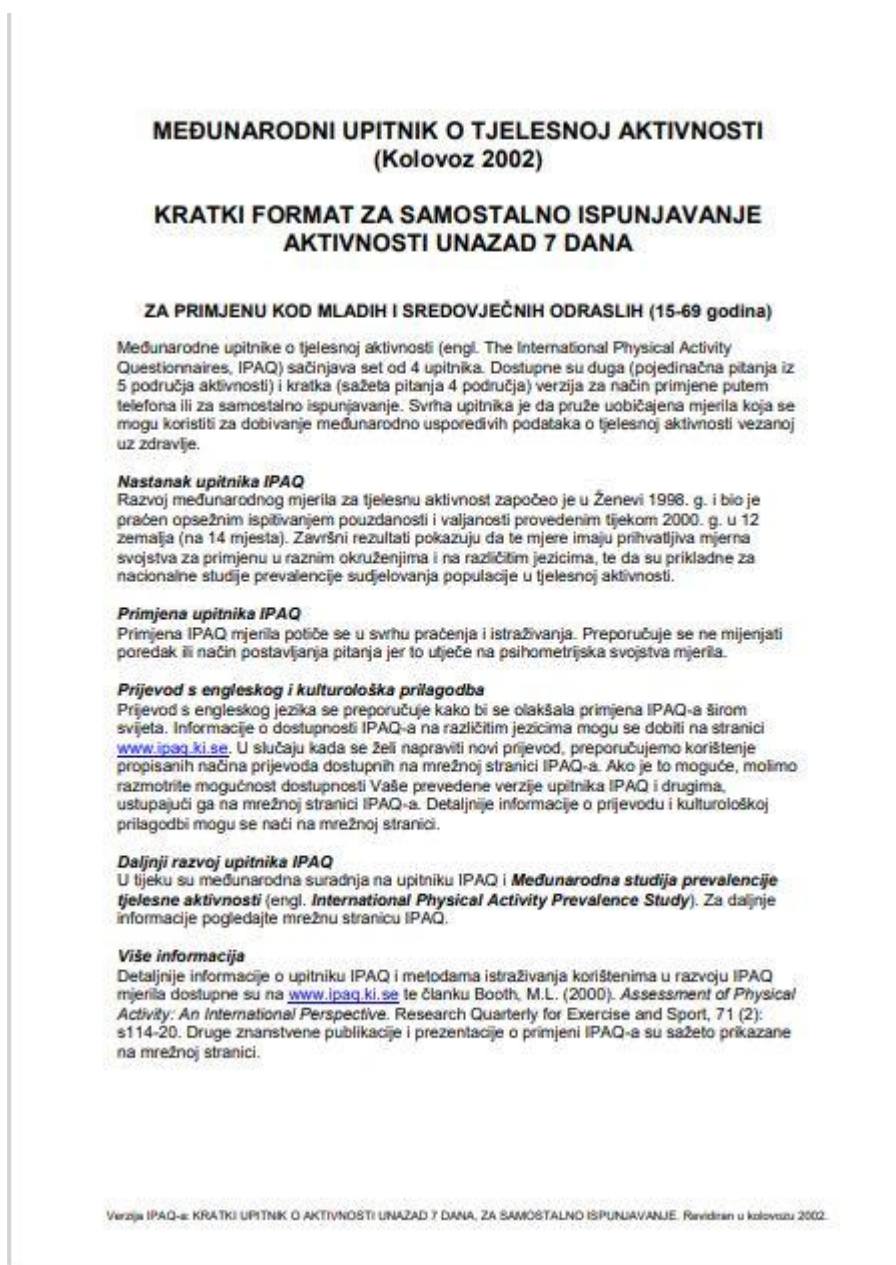 MEĐUNARODNI UPITNIK O TJELESNOJ AKTIVNOSTI
(Kolovoz 2002)
KRATKI FORMAT ZA SAMOSTALNO ISPUNJAVANJE
AKTIVNOSTI UNAZAD 7 DANA
ZA PRIMJENU KOD MLADIH I SREDOVJEČNIH ODRASLIH (15-69 godina)
Međunarodne upitnike o tjelesnoj aktivnosti (engl. The International Physical Activity
Questionnaires, IPAQ) sačinjava set od 4 upitnika. Dostupne su duga (pojedinačna pitanja iz
5 područja aktivnosti) i kratka (sažeta pitanja 4 područja) verzija za način primjene putem
telefona ili za samostalno ispunjavanje. Svrha upitnika je da pruže uobičajena mjerila koja se
mogu koristiti za dobivanje međunarodno usporedivih podataka o tjelesnoj aktivnosti vezanoj
uz zdravlje.
Nastanak upitnika IPAQ
Razvoj međunarodnog mjerila za tjelesnu aktivnost započeo je u Ženevi 1998. g. i bio je
praćen opsežnim ispitivanjem pouzdanosti i valjanosti provedenim tijekom 2000. g. u 12
zemalja (na 14 mjesta). Završni rezultati pokazuju da te mjere imaju prihvatljiva mjerna
svojstva za primjenu u raznim okruženjima i na različitim jezicima, te da su prikladne za
nacionalne studije prevalencije sudjelovanja populacije u tjelesnoj aktivnosti.
Primjena upitnika IPAQ
Primjena IPAQ mjerila potiče se u svrhu praćenja i istraživanja. Preporučuje se ne mijenjati
poredak ili način postavljanja pitanja jer to utječe na psihometrijska svojstva mjerila.
Prijevod s engleskog i kulturološka prilagodba
Prijevod s engleskog jezika se preporučuje kako bi se olakšala primjena IPAQ-a širom
svijeta. Informacije o dostupnosti IPAQ-a na različitim jezicima mogu se dobiti na stranici
www.ipaq.ki.se. U slučaju kada se želi napraviti novi prijevod, preporučujemo korištenje
propisanih načina prijevoda dostupnih na mrežnoj stranici IPAQ-a. Ako je to moguće, molimo
razmotrite mogućnost dostupnosti Vaše prevedene verzije upitnika IPAQ i drugima,
ustupajući ga na mrežnoj stranici IPAQ-a. Detaljnije informacije o prijevodu i kulturološkoj
prilagodbi mogu se naći na mrežnoj stranici.
Daljnji razvoj upitnika IPAQ
U tijeku su međunarodna suradnja na upitniku IPAQ i Međunarodna studija prevalencije
tjelesne aktivnosti (engl. International Physical Activity Prevalence Study). Za daljnje
informacije pogledajte mrežnu stranicu IPAQ.
Više informacija
Detaljnije informacije o upitniku IPAQ i metodama istraživanja korištenima u razvoju IPAQ
mjerila dostupne su na www.ipaq.ki.se te članku Booth, M.L. (2000). Assessment of Physical
Activity: An International Perspective. Research Quarterly for Exercise and Sport, 71 (2):
s114-20. Druge znanstvene publikacije i prezentacije o primjeni IPAQ-a su sažeto prikazane
na mrežnoj stranici.
Verzija IPAQ-a: KRATKI UPITNIK O AKTIVNOSTI UNAZAD 7 DANA, ZA SAMOSTALNO ISPUNJAVANJE. Revidiran u kolovozu 2002.